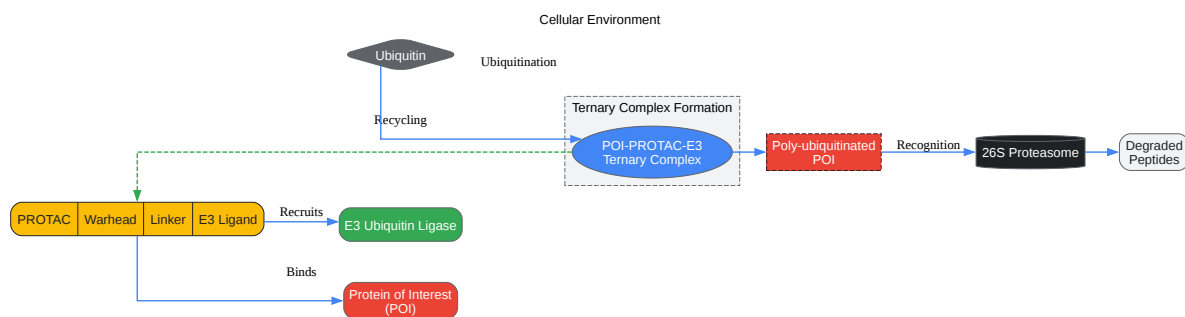 Cellular Environment
Ubiquitin
Ubiquitination
Ternary Complex Formation
Recycling
POI-PROTAC-E3
Ternary Complex
Poly-ubiquitinated
POI
Recognition
26S Proteasome
Degraded
Peptides
PROTAC
Warhead
Linker
E3 Ligand
Recruits
E3 Ubiquitin Ligase
Binds
Protein of Interest
(POI)